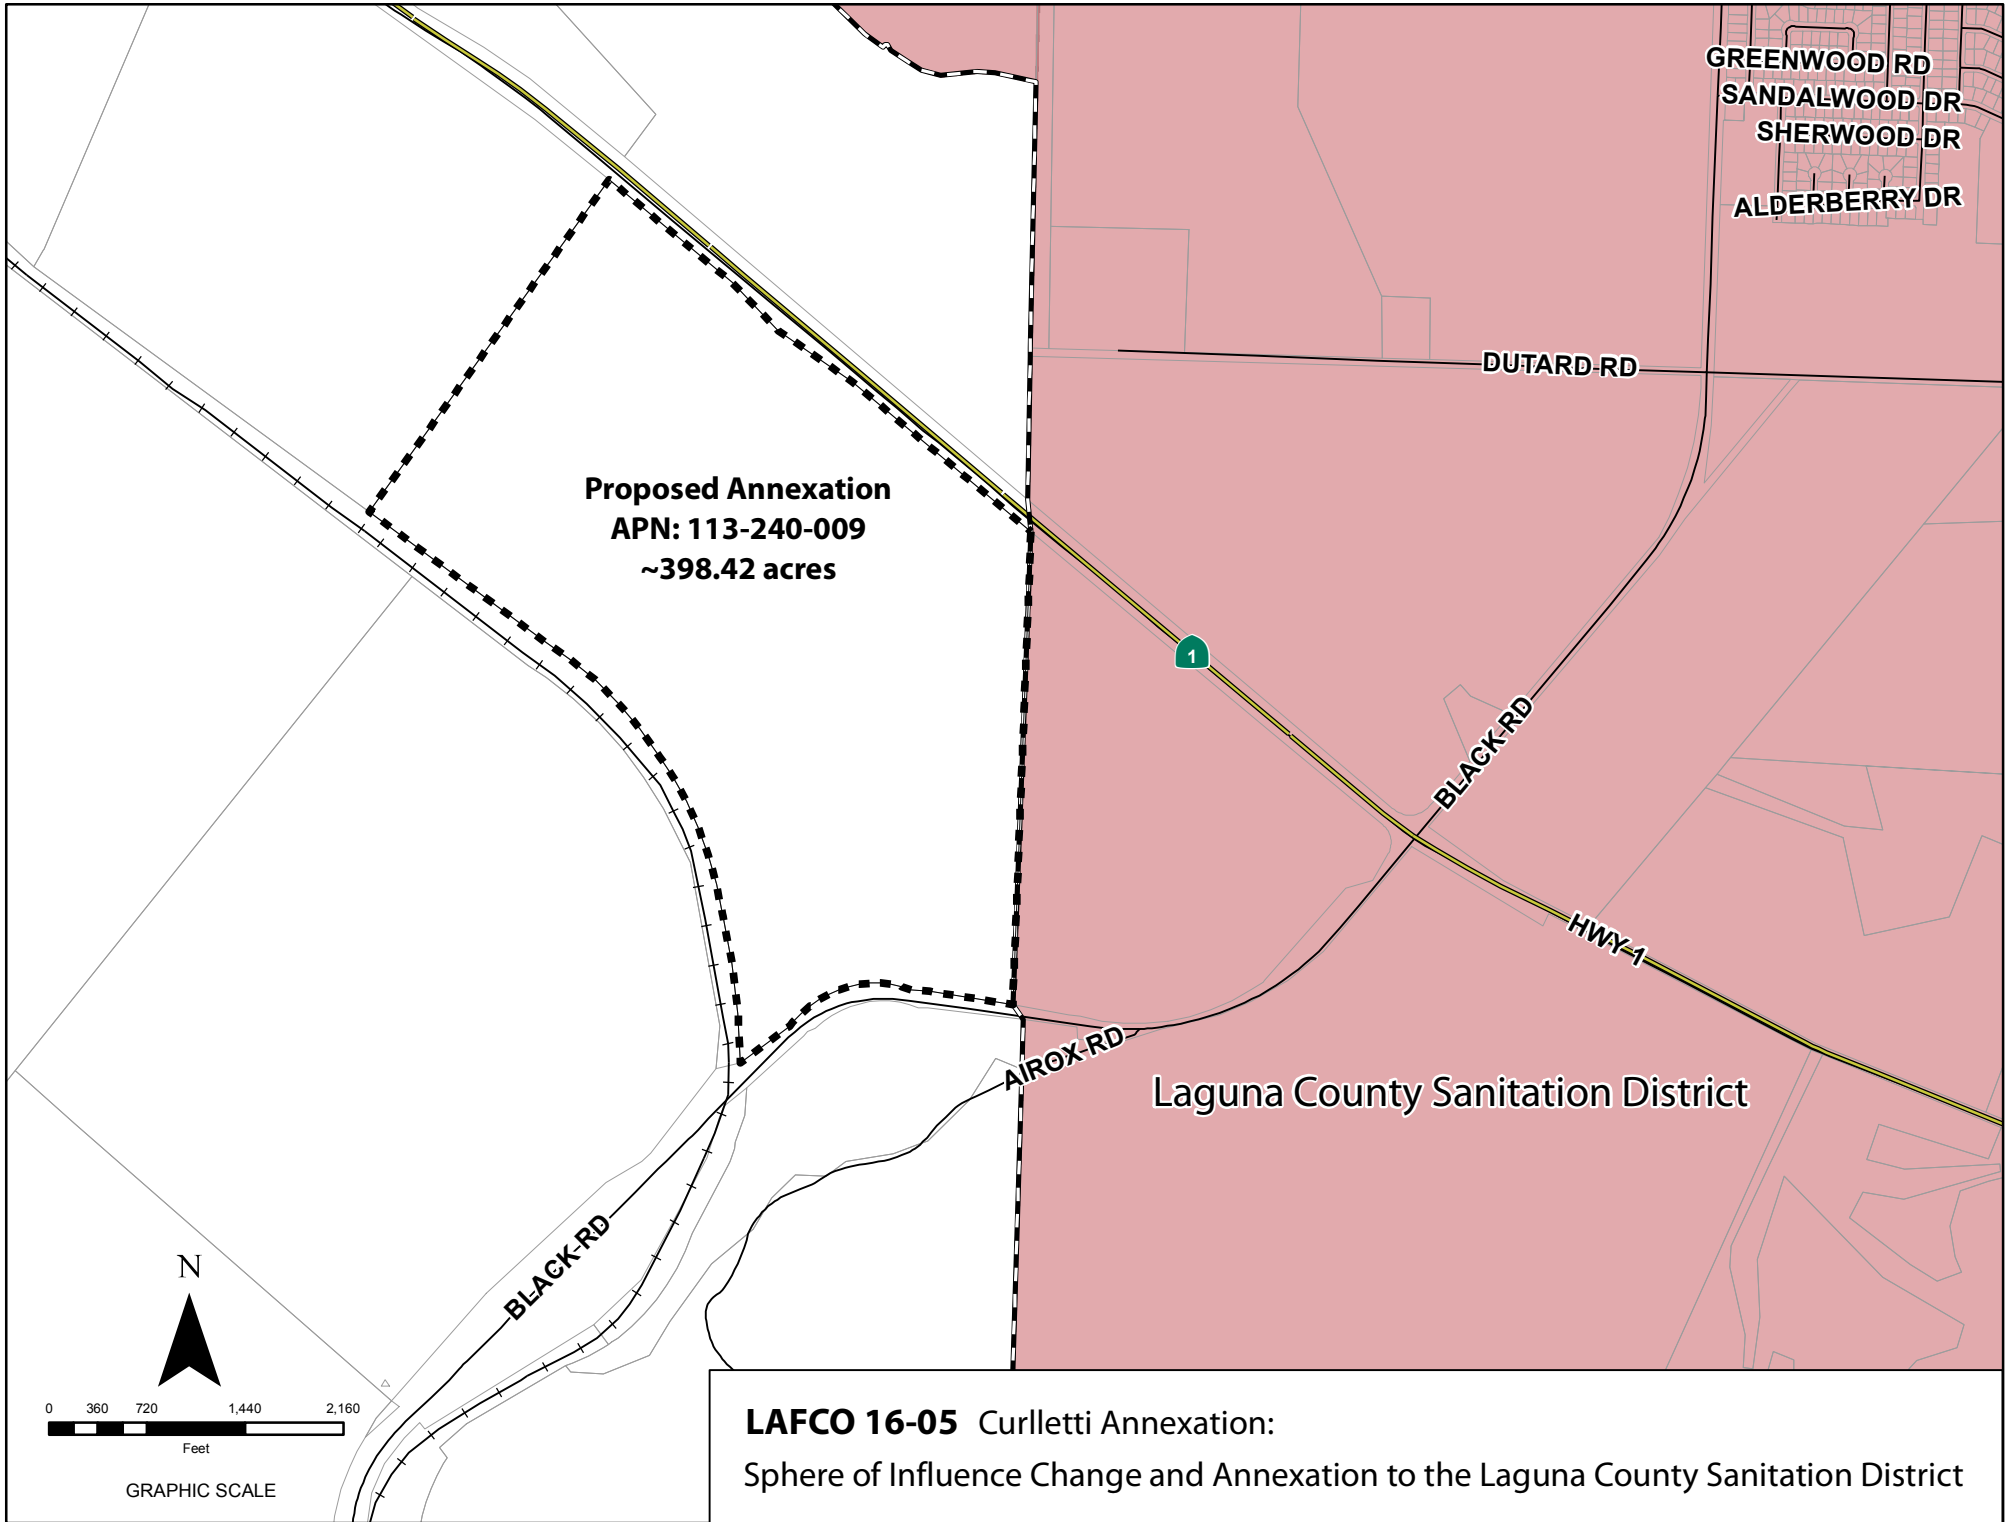 GREENWOOD RD
SANDALWOOD DR
SHERWOOD DR
ALDERBERRY DR
DUTARD RD
Proposed Annexation
APN: 113-240-009
~398.42 acres
1
BLACK RD
HWY 1
AIROX RD
Laguna County Sanitation District
BLACK RD
N
0 360 720 1,440 2,160
Feet
GRAPHIC SCALE
LAFCO 16-05 Curlletti Annexation:
Sphere of Influence Change and Annexation to the Laguna County Sanitation District